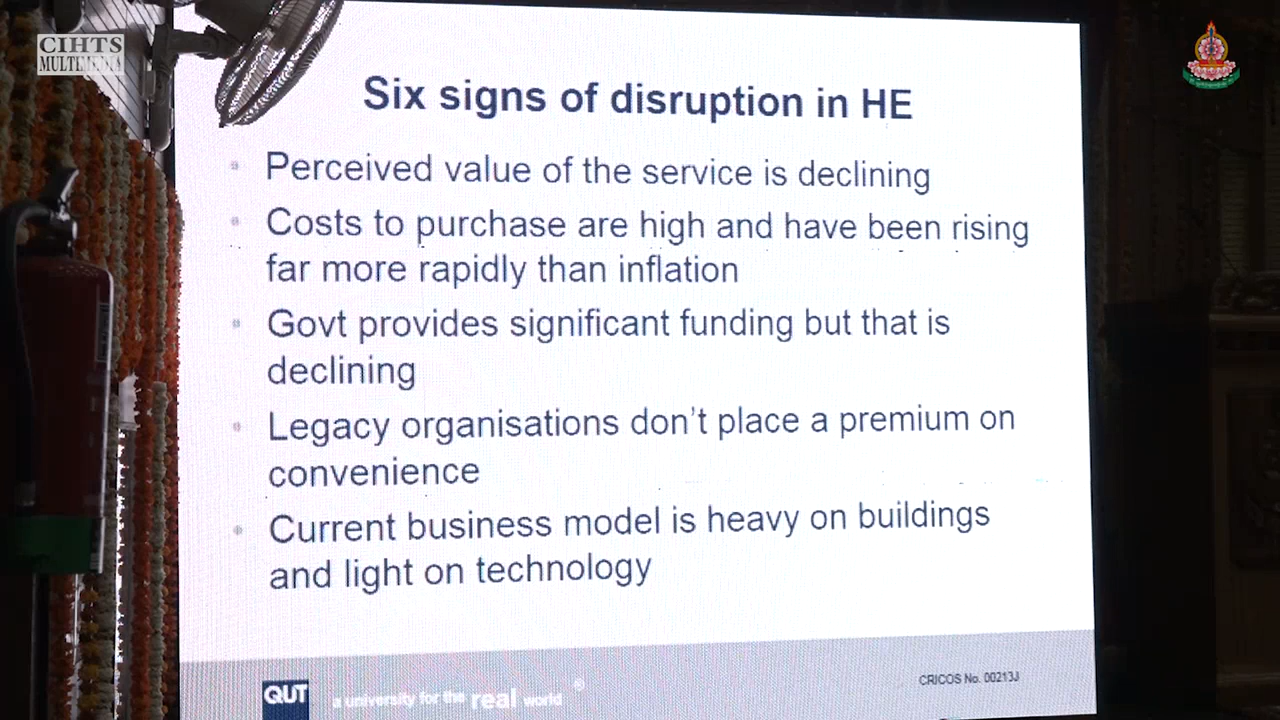 CIHTS
MULTIMEDIA
Six signs of disruption in HE
Perceived value of the service is declining
Costs to purchase are high and have been rising
far more rapidly than inflation
Govt provides significant funding but that is
declining
Legacy organisations don't place a premium on
convenience
Current business model is heavy on buildings
and light on technology
QUT
a university for the real world
®
CRICOS No. 00213J